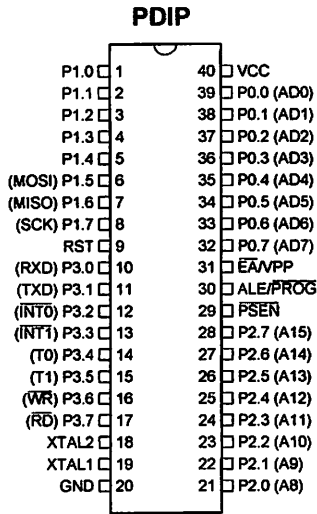 PDIP
P1.0 1 40 VCC
P1.1 2 39 P0.0 (AD0)
P1.2 3 38 P0.1 (AD1)
P1.3 4 37 P0.2 (AD2)
P1.4 5 36 P0.3 (AD3)
(MOSI) P1.5 6 35 P0.4 (AD4)
(MISO) P1.6 7 34 P0.5 (AD5)
(SCK) P1.7 8 33 P0.6 (AD6)
RST 9 32 P0.7 (AD7)
(RXD) P3.0 10 31 E̅A̅/VPP
(TXD) P3.1 11 30 ALE/P̅R̅O̅G̅
(I̅N̅T̅0̅) P3.2 12 29 P̅S̅E̅N̅
(I̅N̅T̅1̅) P3.3 13 28 P2.7 (A15)
(T0) P3.4 14 27 P2.6 (A14)
(T1) P3.5 15 26 P2.5 (A13)
(W̅R̅) P3.6 16 25 P2.4 (A12)
(R̅D̅) P3.7 17 24 P2.3 (A11)
XTAL2 18 23 P2.2 (A10)
XTAL1 19 22 P2.1 (A9)
GND 20 21 P2.0 (A8)